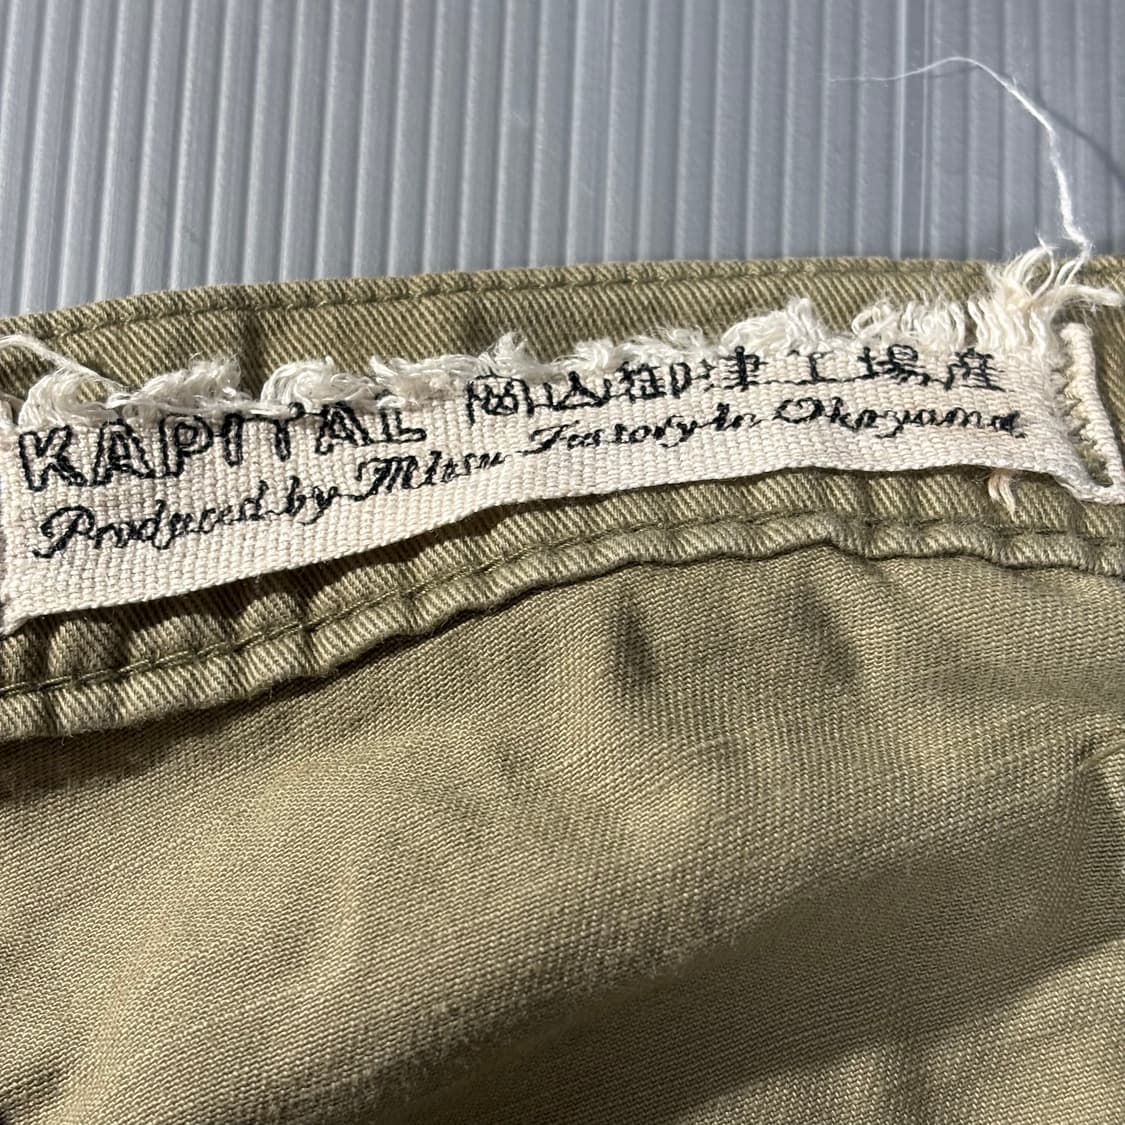 KAPITAL 岡山御津工場産
Produced by Mitsu Factory in Okayama